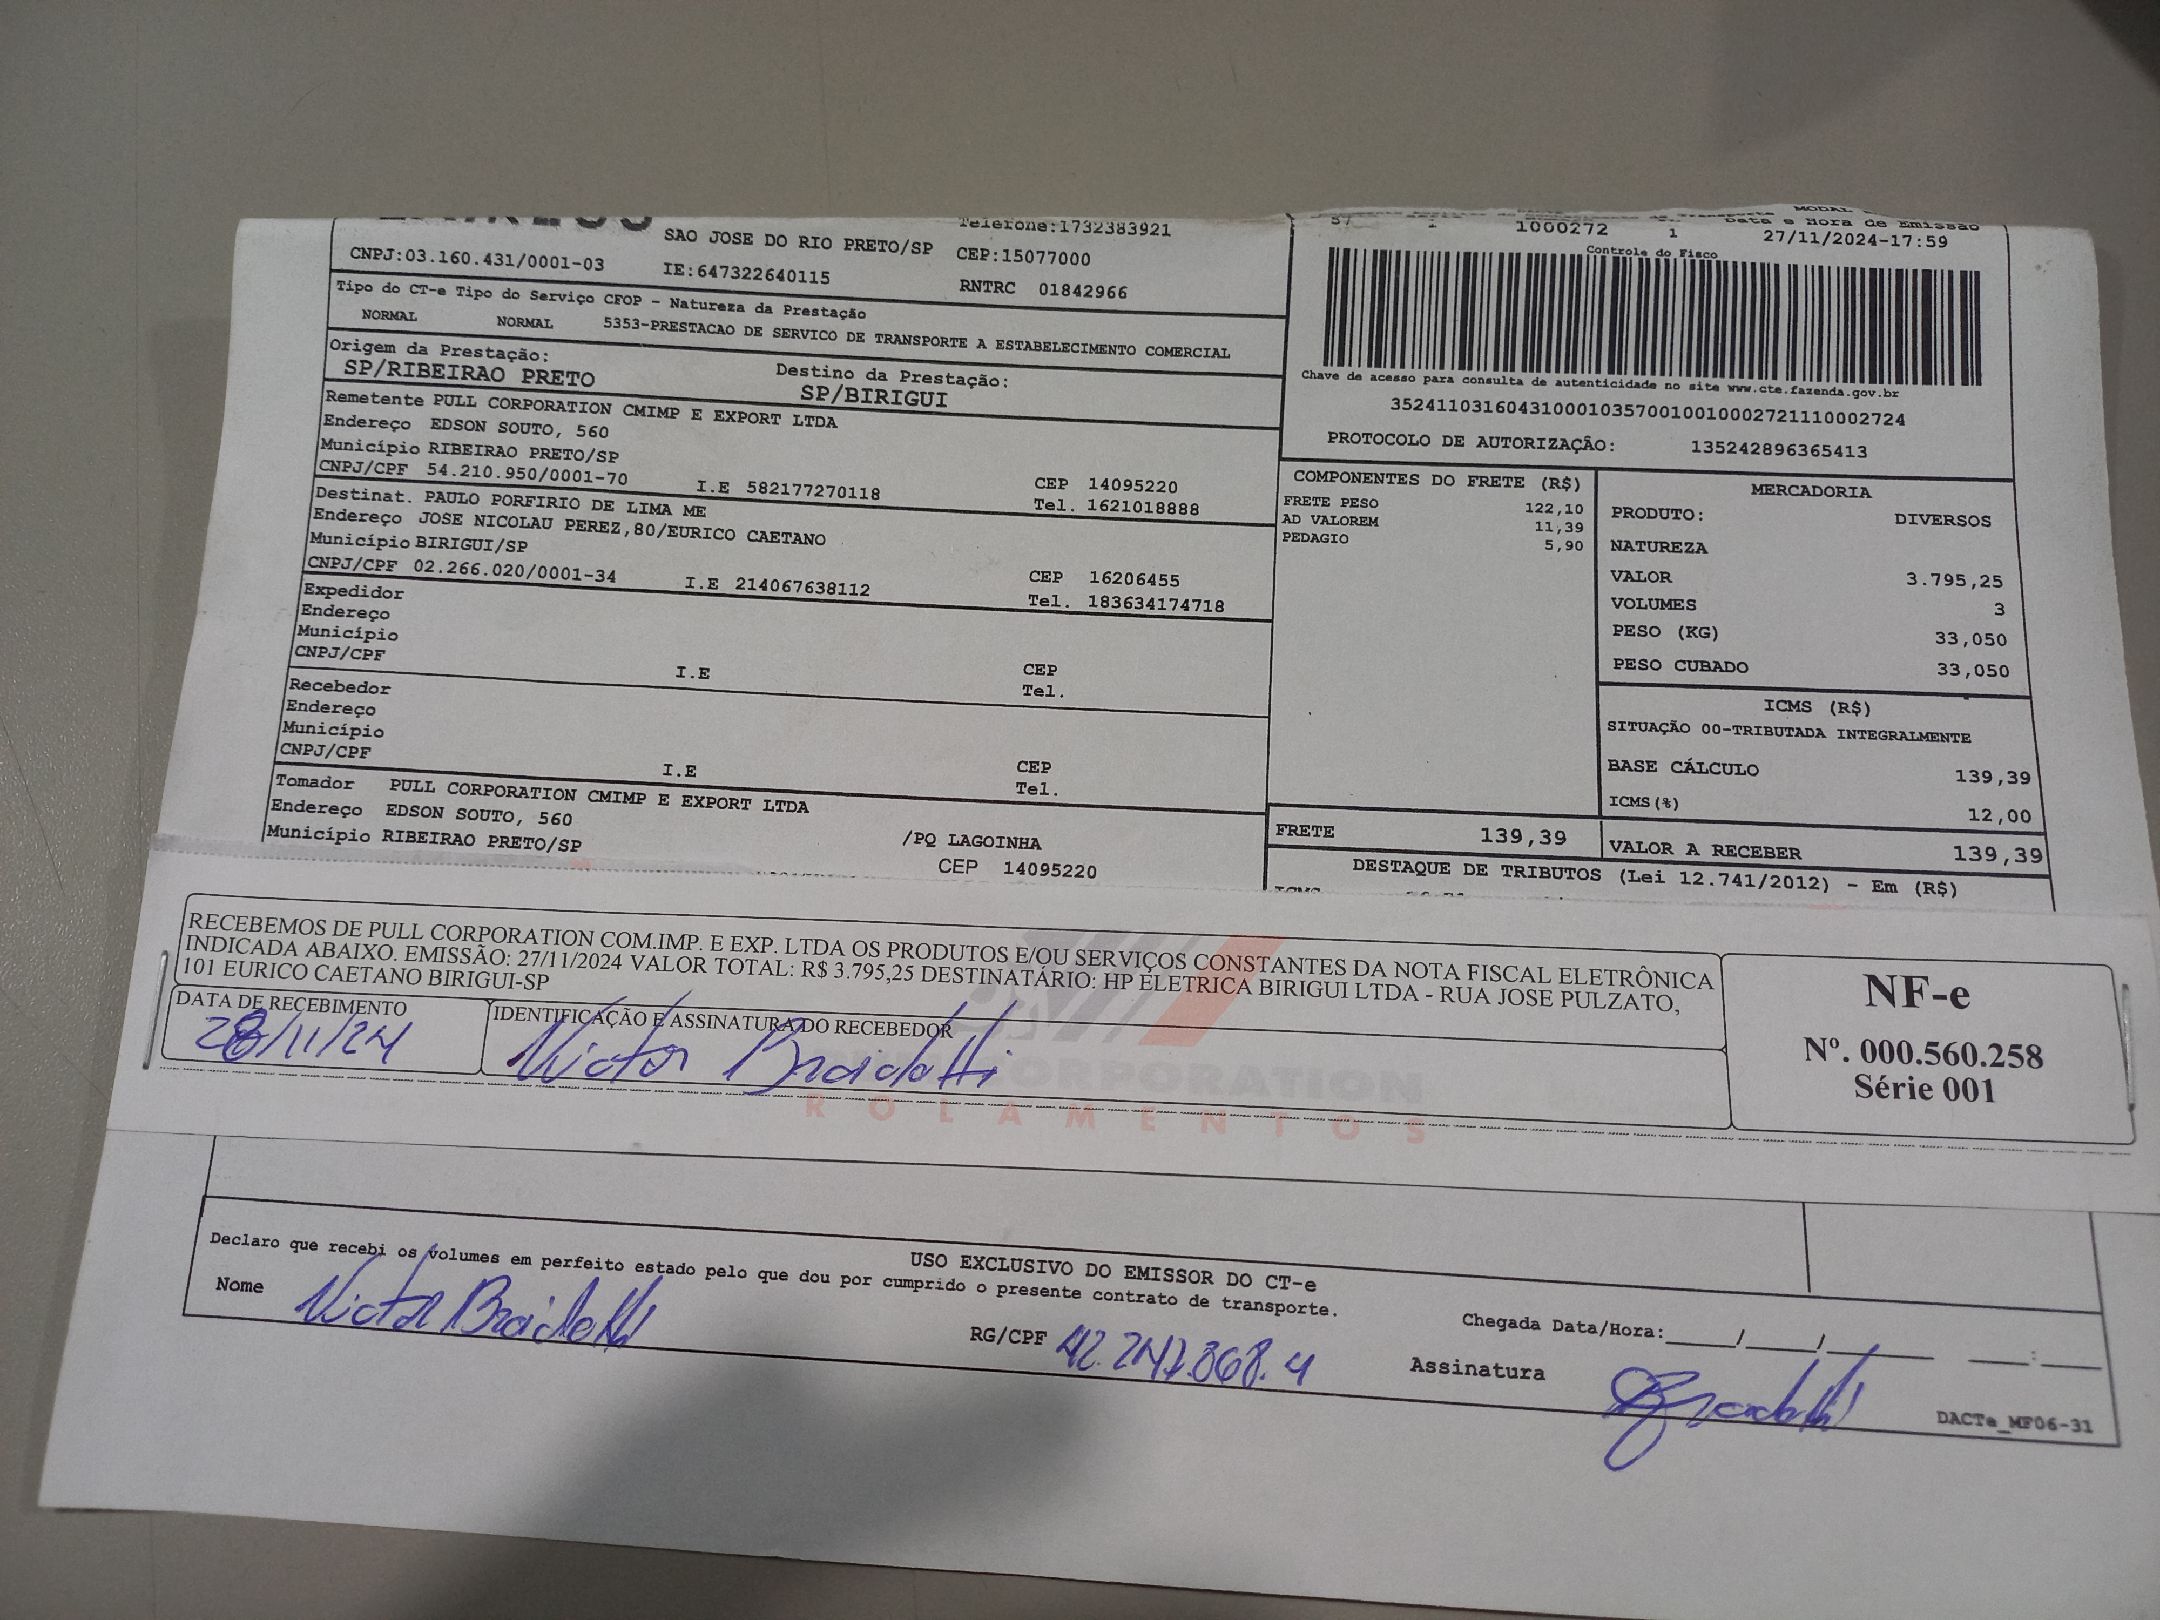 Telefone:1732383921
SAO JOSE DO RIO PRETO/SP CEP:15077000
CNPJ:03.160.431/0001-03 IE:647322640115 RNTRC 01842966
Tipo do CT-e Tipo do Serviço CFOP - Natureza da Prestação
NORMAL NORMAL 5353-PRESTACAO DE SERVICO DE TRANSPORTE A ESTABELECIMENTO COMERCIAL
Origem da Prestação: Destino da Prestação:
SP/RIBEIRAO PRETO SP/BIRIGUI
Remetente PULL CORPORATION CMIMP E EXPORT LTDA
Endereço EDSON SOUTO, 560
Município RIBEIRAO PRETO/SP CEP 14095220
CNPJ/CPF 54.210.950/0001-70 I.E 582177270118 Tel. 1621018888
Destinat. PAULO PORFIRIO DE LIMA ME
Endereço JOSE NICOLAU PEREZ,80/EURICO CAETANO
Município BIRIGUI/SP CEP 16206455
CNPJ/CPF 02.266.020/0001-34 I.E 214067638112 Tel. 183634174718
Expedidor
Endereço
Município CEP
CNPJ/CPF I.E Tel.
Recebedor
Endereço
Município CEP
CNPJ/CPF I.E Tel.
Tomador PULL CORPORATION CMIMP E EXPORT LTDA
Endereço EDSON SOUTO, 560 /PQ LAGOINHA
Município RIBEIRAO PRETO/SP CEP 14095220
MODAL
Data e Hora de Emissão
57 1 1000272 1 27/11/2024-17:59
Controle do Fisco
Chave de acesso para consulta de autenticidade no site www.cte.fazenda.gov.br
35241103160431000103570010010002721110002724
PROTOCOLO DE AUTORIZAÇÃO: 135242896365413
COMPONENTES DO FRETE (R$)
FRETE PESO 122,10
AD VALOREM 11,39
PEDAGIO 5,90
MERCADORIA
PRODUTO: DIVERSOS
NATUREZA
VALOR 3.795,25
VOLUMES 3
PESO (KG) 33,050
PESO CUBADO 33,050
ICMS (R$)
SITUAÇÃO 00-TRIBUTADA INTEGRALMENTE
BASE CÁLCULO 139,39
ICMS(%) 12,00
FRETE 139,39 VALOR A RECEBER 139,39
DESTAQUE DE TRIBUTOS (Lei 12.741/2012) - Em (R$)
RECEBEMOS DE PULL CORPORATION COM.IMP. E EXP. LTDA OS PRODUTOS E/OU SERVIÇOS CONSTANTES DA NOTA FISCAL ELETRÔNICA
INDICADA ABAIXO. EMISSÃO: 27/11/2024 VALOR TOTAL: R$ 3.795,25 DESTINATÁRIO: HP ELETRICA BIRIGUI LTDA - RUA JOSE PULZATO,
101 EURICO CAETANO BIRIGUI-SP
DATA DE RECEBIMENTO IDENTIFICAÇÃO E ASSINATURA DO RECEBEDOR
28/11/24 Victor Braidotti
NF-e
Nº. 000.560.258
Série 001
CORPORATION
ROLAMENTOS
USO EXCLUSIVO DO EMISSOR DO CT-e
Declaro que recebi os volumes em perfeito estado pelo que dou por cumprido o presente contrato de transporte.
Nome Victor Braidotti RG/CPF 42.247.868.4
Chegada Data/Hora:____/____/______ ___:___
Assinatura
DACTe_MF06-31